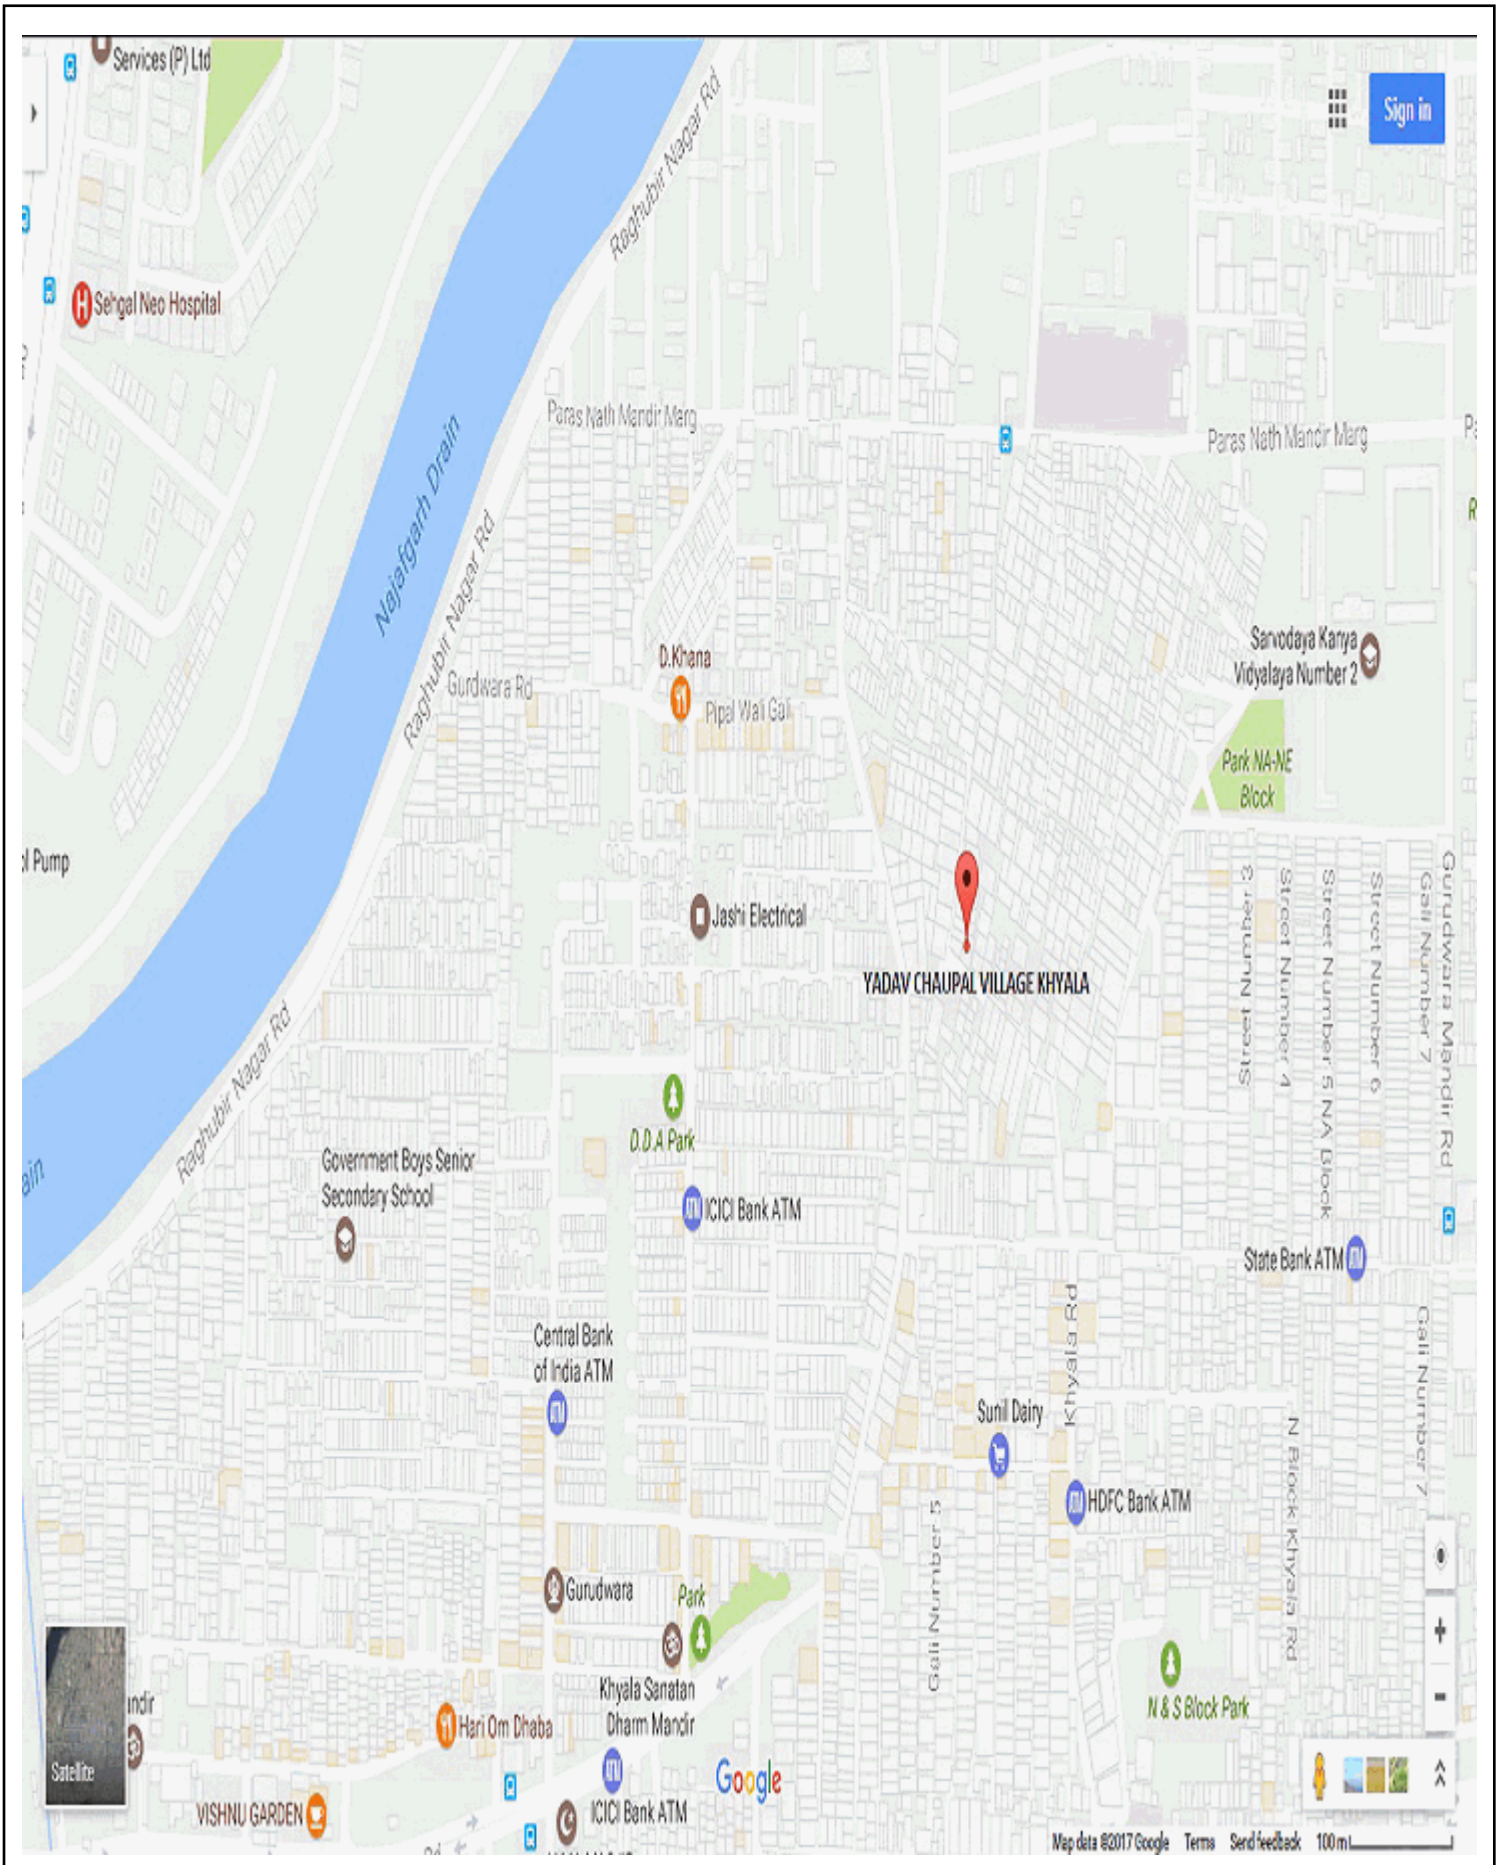 Services (P) Ltd
Raghubir Nagar Rd
Sign in
Sehgal Neo Hospital
Paras Nath Mandir Marg
Paras Nath Mandir Marg
Najafgarh Drain
Raghubir Nagar Rd
D.Khana
Sarvodaya Kanya
Vidyalaya Number 2
Gurdwara Rd
Pipal Wali Gali
Park NA-NE
Block
Pump
Jashi Electrical
YADAV CHAUPAL VILLAGE KHYALA
Street Number 3
Street Number 4
Street Number 5 NA Block
Street Number 6
Gali Number 7
Gurudwara Mandir Rd
Raghubir Nagar Rd
D.D.A Park
Government Boys Senior
Secondary School
ain
ICICI Bank ATM
State Bank ATM
Central Bank
of India ATM
Khyala Rd
Gali Number 7
Sunil Dairy
HDFC Bank ATM
N Block Khyala Rd
Gali Number 5
Gurudwara
Park
Khyala Sanatan
Dharm Mandir
N & S Block Park
andir
Hari Om Dhaba
Satellite
Google
VISHNU GARDEN
ICICI Bank ATM
Rd
Map data ©2017 Google Terms Send feedback 100 m